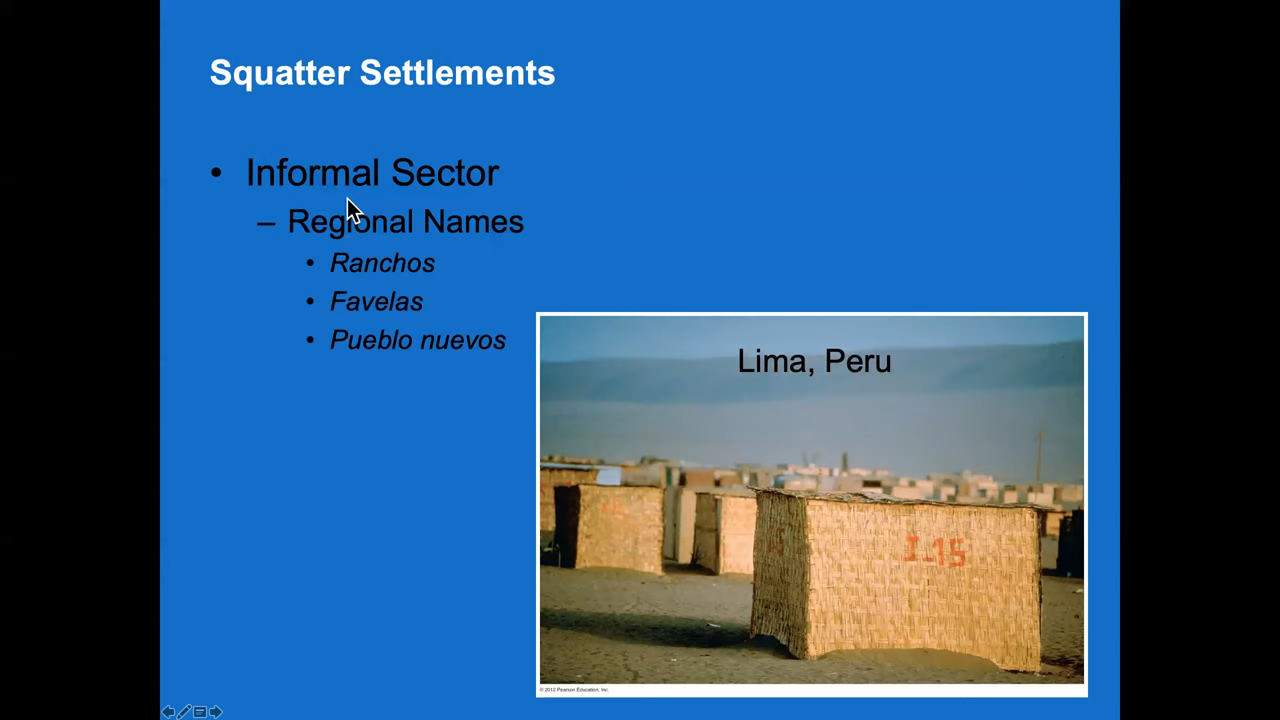 Squatter Settlements
• Informal Sector
– Regional Names
• Ranchos
• Favelas
• Pueblo nuevos
Lima, Peru
I-15
© 2012 Pearson Education, Inc.